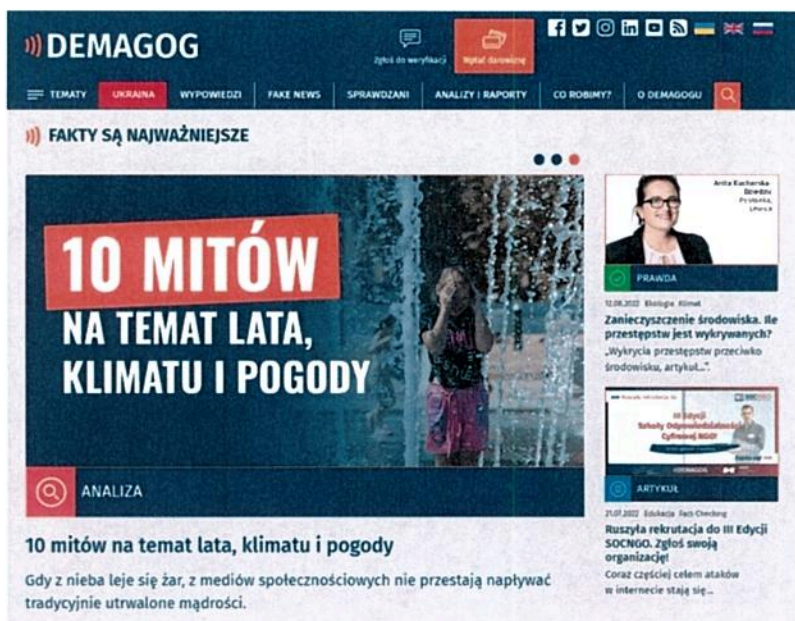 DEMAGOG
Zgłoś do weryfikacji
Wpłać darowiznę
TEMATY
UKRAINA
WYPOWIEDZI
FAKE NEWS
SPRAWDZANI
ANALIZY I RAPORTY
CO ROBIMY?
O DEMAGOGU
FAKTY SĄ NAJWAŻNIEJSZE
10 MITÓW
NA TEMAT LATA,
KLIMATU I POGODY
ANALIZA
10 mitów na temat lata, klimatu i pogody
Gdy z nieba leje się żar, z mediów społecznościowych nie przestają napływać
tradycyjnie utrwalone mądrości.
Anita Kucharska-
Dziedzic
PRAWDA
12.08.2022 Ekologia Klimat
Zanieczyszczenie środowiska. Ile
przestępstw jest wykrywanych?
„Wykrycia przestępstw przeciwko
środowisku, artykuł...”.
III Edycji
Szkoły Odpowiedzialności
Cyfrowej NGO!
ARTYKUŁ
21.07.2022 Edukacja Fact-Checking
Ruszyła rekrutacja do III Edycji
SOCNGO. Zgłoś swoją
organizację!
Coraz częściej celem ataków
w internecie stają się...